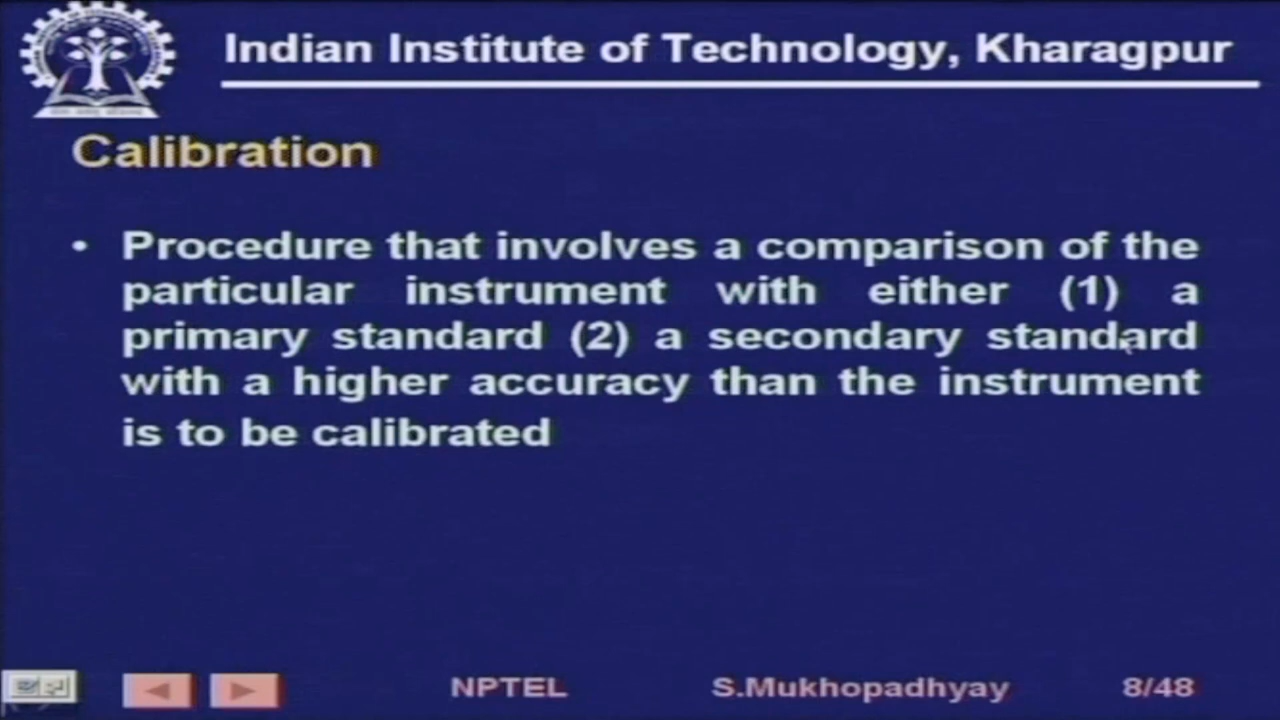 Indian Institute of Technology, Kharagpur
Calibration
• Procedure that involves a comparison of the
particular instrument with either (1) a
primary standard (2) a secondary standard
with a higher accuracy than the instrument
is to be calibrated
NPTEL S.Mukhopadhyay 8/48